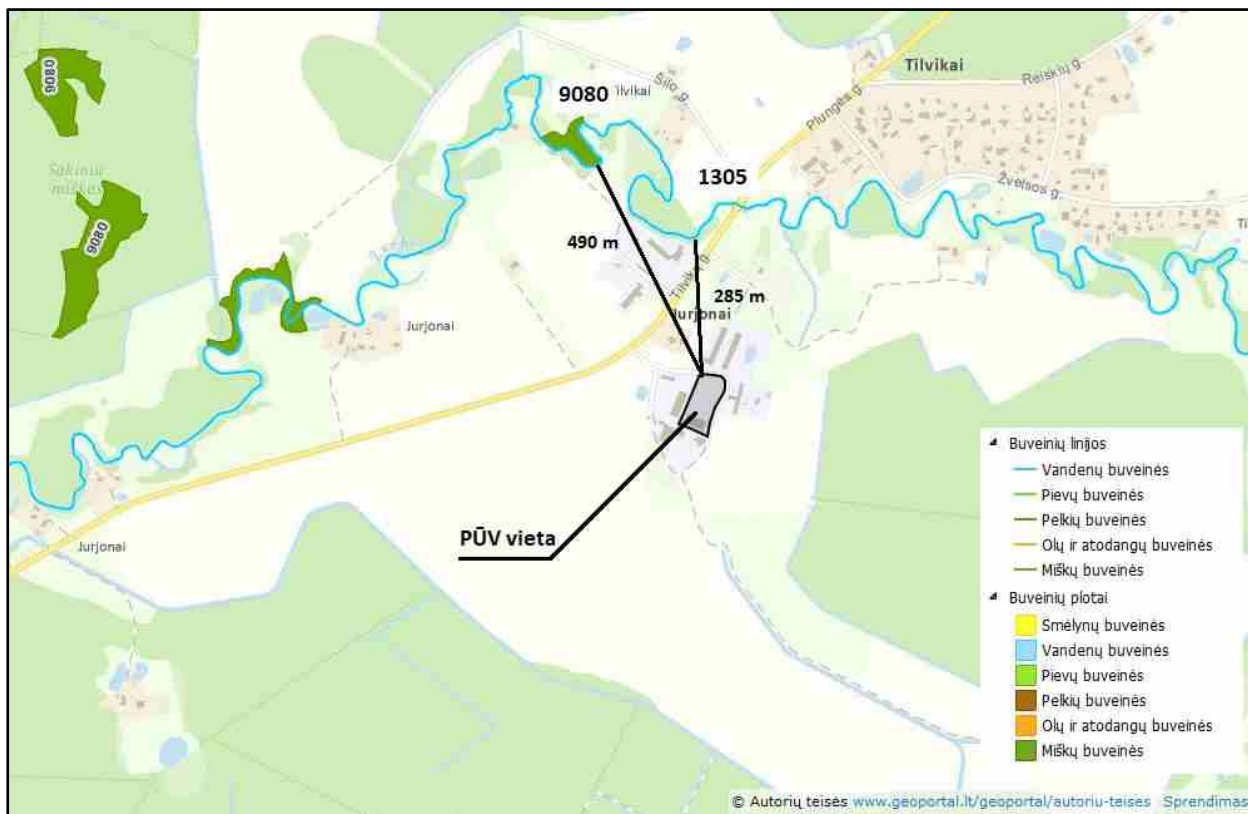 9080
9080
Tilvikai
Šilo g.
Plungės g.
Tilvikai
Reiskių g.
1305
Žvelsos g.
Sakinių
miškas
9080
490 m
Tilvikų g.
285 m
Jurjonai
Jurjonai
PŪV vieta
Jurjonai
Buveinių linijos
Vandenų buveinės
Pievų buveinės
Pelkių buveinės
Olų ir atodangų buveinės
Miškų buveinės
Buveinių plotai
Smėlynų buveinės
Vandenų buveinės
Pievų buveinės
Pelkių buveinės
Olų ir atodangų buveinės
Miškų buveinės
© Autorių teisės www.geoportal.lt/geoportal/autoriu-teises Sprendimas